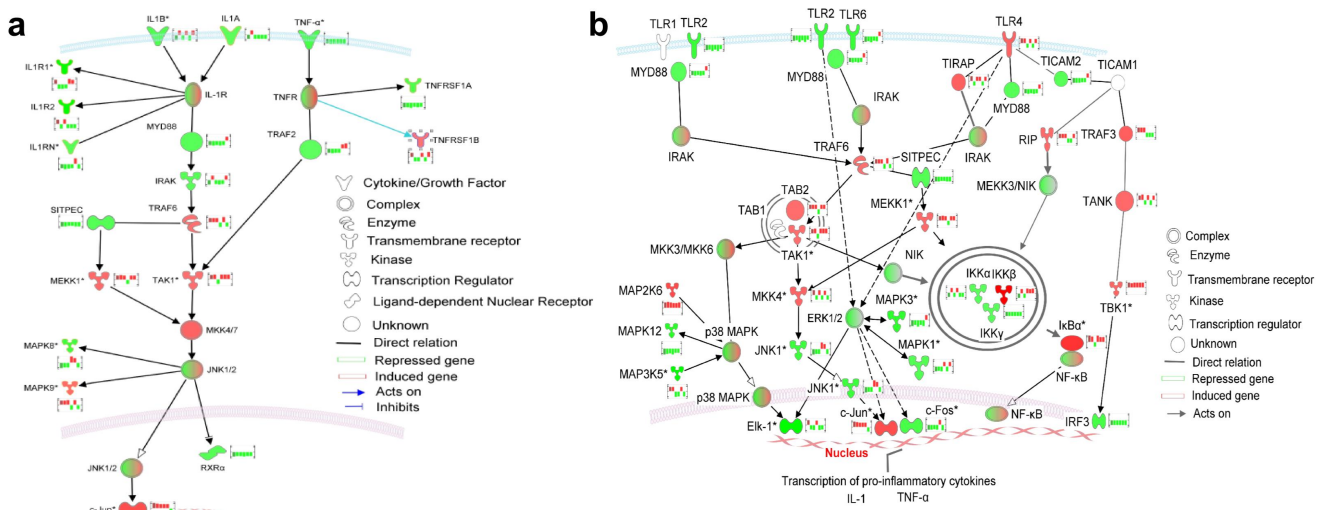 a
IL1B*
IL1A
TNF-α*
IL1R1*
IL-1R
TNFR
TNFRSF1A
IL1R2
MYD88
TRAF2
TNFRSF1B
IL1RN*
IRAK
SITPEC
TRAF6
MEKK1*
TAK1*
MKK4/7
MAPK8*
JNK1/2
MAPK9*
JNK1/2
RXRα
c-Jun*
Cytokine/Growth Factor
Complex
Enzyme
Transmembrane receptor
Kinase
Transcription Regulator
Ligand-dependent Nuclear Receptor
Unknown
Direct relation
Repressed gene
Induced gene
Acts on
Inhibits
b
TLR1
TLR2
TLR2
TLR6
TLR4
MYD88
MYD88
TIRAP
TICAM2
TICAM1
MYD88
IRAK
IRAK
IRAK
TRAF6
SITPEC
RIP
TRAF3
MEKK3/NIK
TANK
TAB2
TAB1
MEKK1*
TAK1*
MKK3/MKK6
NIK
IKKα
IKKβ
IKKγ
MAP2K6
MKK4*
MAPK3*
TBK1*
MAPK12
p38 MAPK
ERK1/2
IκBα*
JNK1*
MAPK1*
MAP3K5*
NF-κB
p38 MAPK
JNK1*
c-Jun*
c-Fos*
NF-κB
Elk-1*
IRF3
Nucleus
Transcription of pro-inflammatory cytokines
IL-1
TNF-α
Complex
Enzyme
Transmembrane receptor
Kinase
Transcription regulator
Unknown
Direct relation
Repressed gene
Induced gene
Acts on